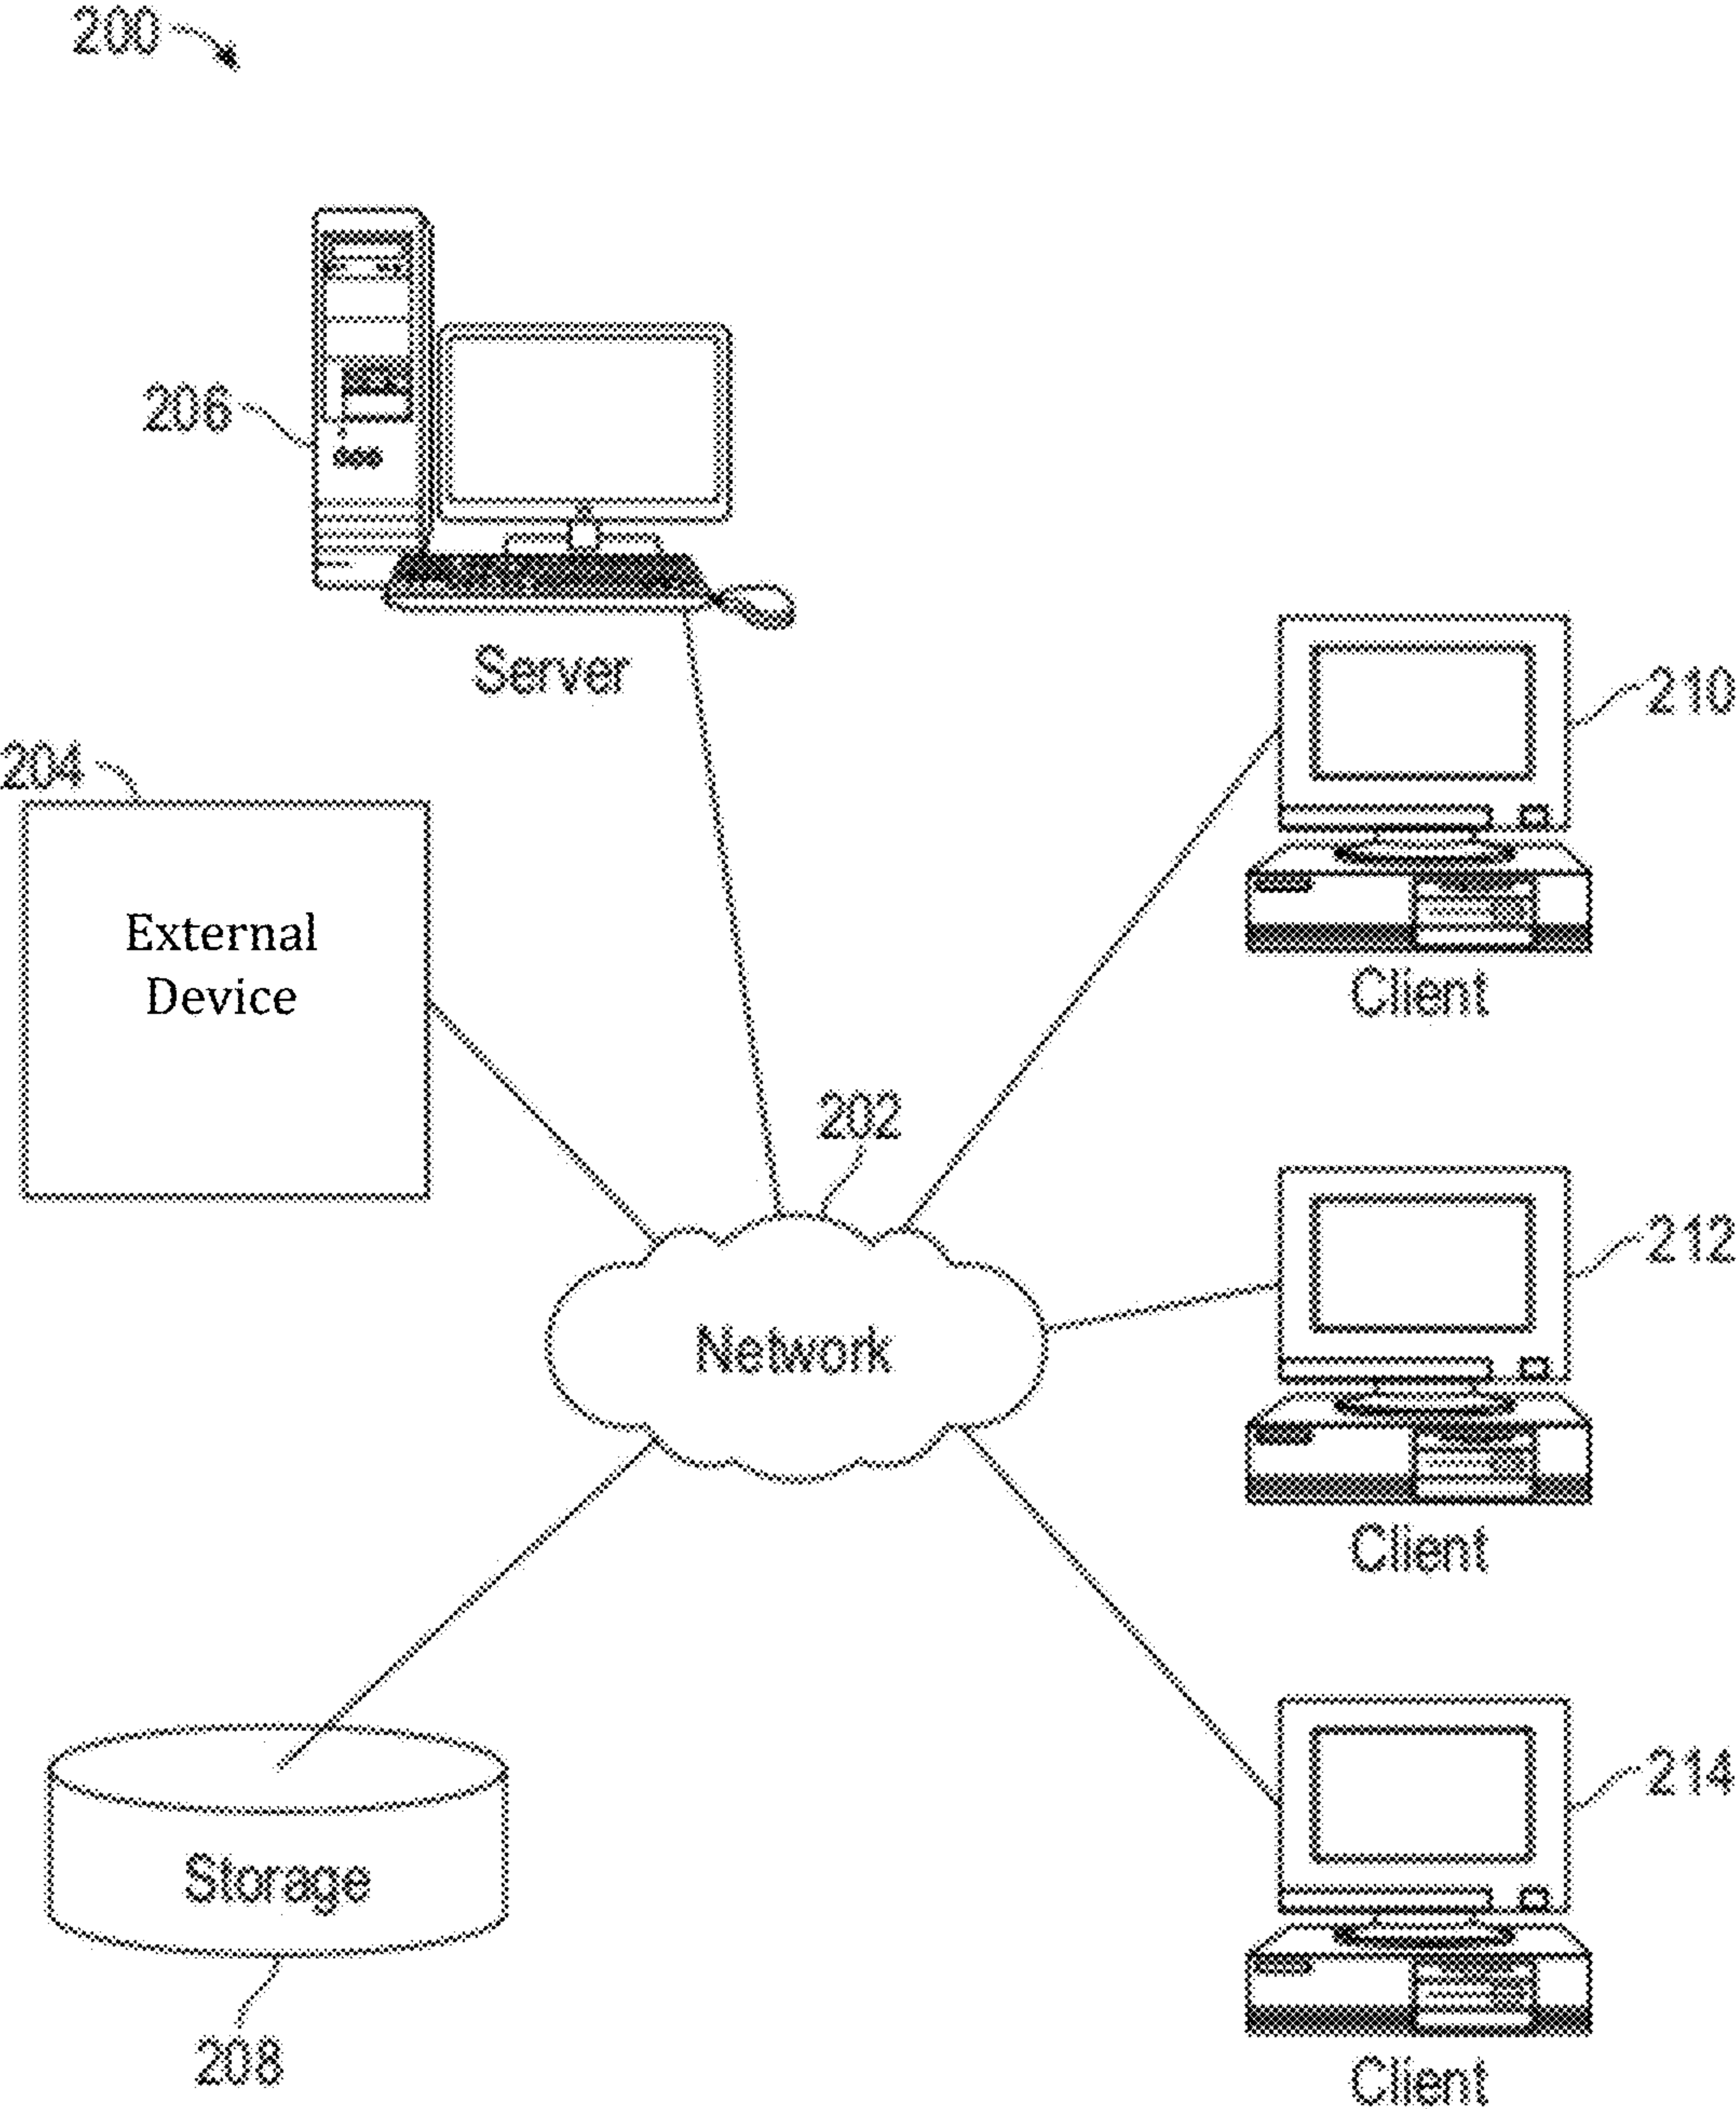 200
206
Server
210
204
External
Device
Client
202
212
Network
Client
214
Storage
208
Client